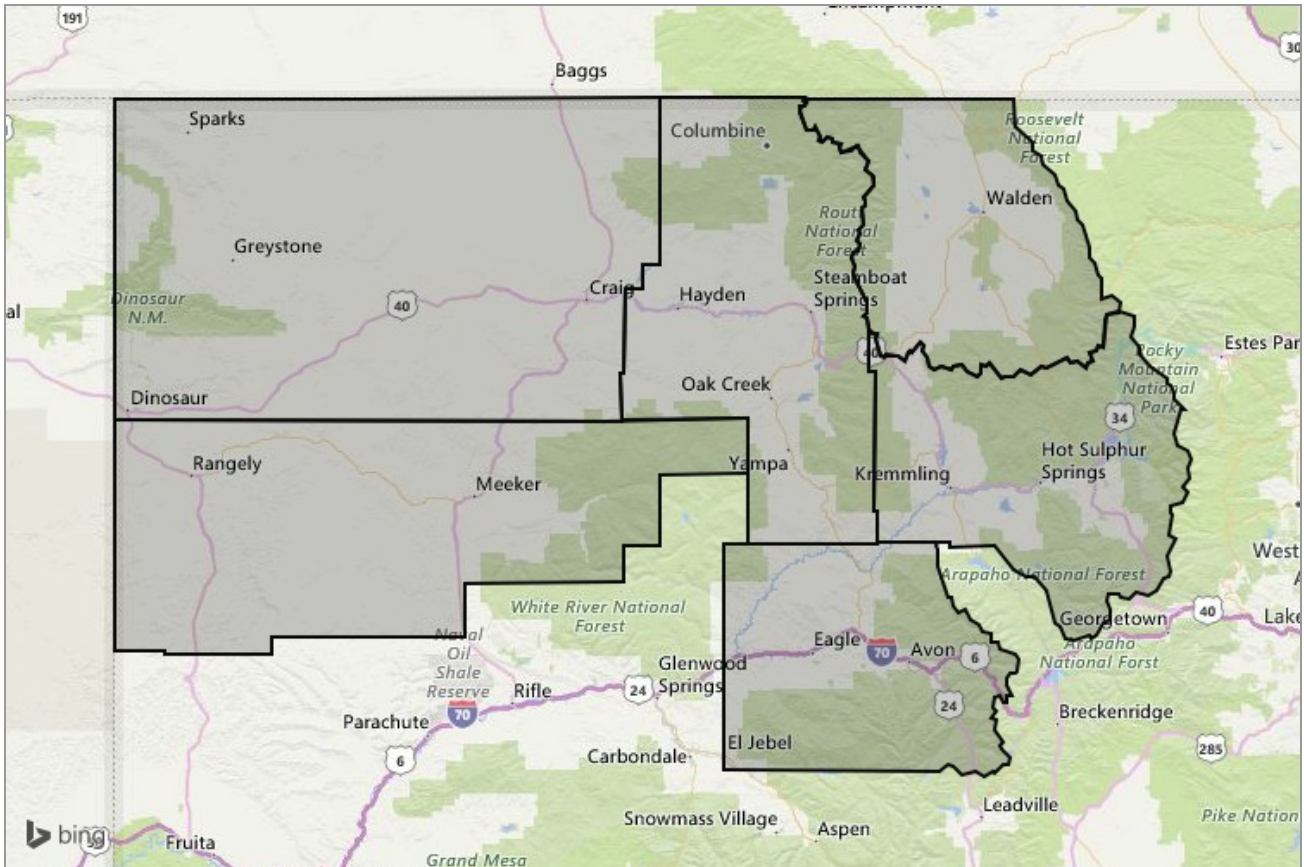 191
Baggs
30
Sparks
Columbine
Roosevelt
National
Forest
Walden
Routt
National
Forest
Greystone
Steamboat
Springs
Craig
Hayden
Dinosaur
N.M.
40
al
Estes Par
40
Rocky
Mountain
National
Park
Oak Creek
Dinosaur
34
Hot Sulphur
Springs
Rangely
Yampa
Kremmling
Meeker
West
Arapaho National Forest
White River National
Forest
Georgetown
40
Lake
Eagle
70
Avon
6
Arapaho
National Forst
Naval
Oil
Shale
Reserve
Glenwood
Springs
24
Rifle
24
70
Parachute
Breckenridge
El Jebel
285
6
Carbondale
Leadville
Snowmass Village
Aspen
Pike Nation
bing
Fruita
Grand Mesa